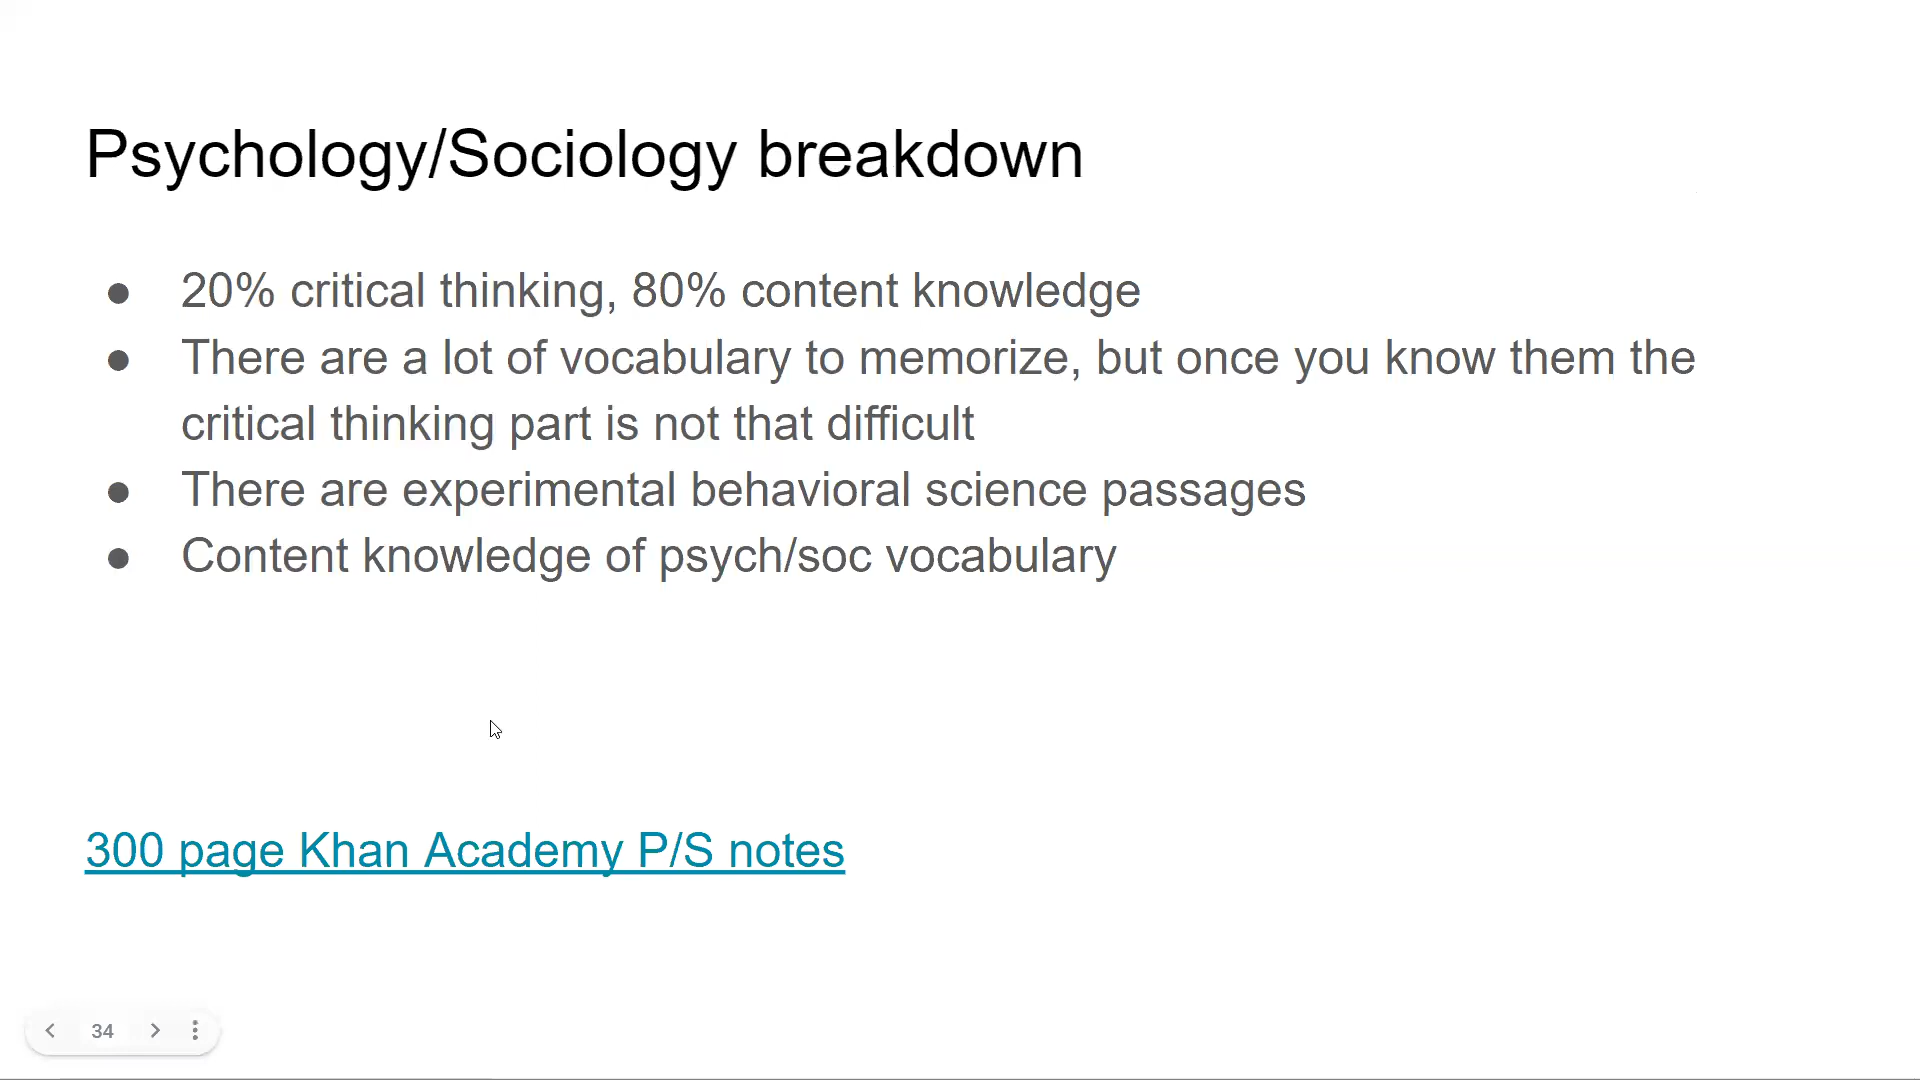 Psychology/Sociology breakdown
● 20% critical thinking, 80% content knowledge
● There are a lot of vocabulary to memorize, but once you know them the
critical thinking part is not that difficult
● There are experimental behavioral science passages
● Content knowledge of psych/soc vocabulary
300 page Khan Academy P/S notes
34